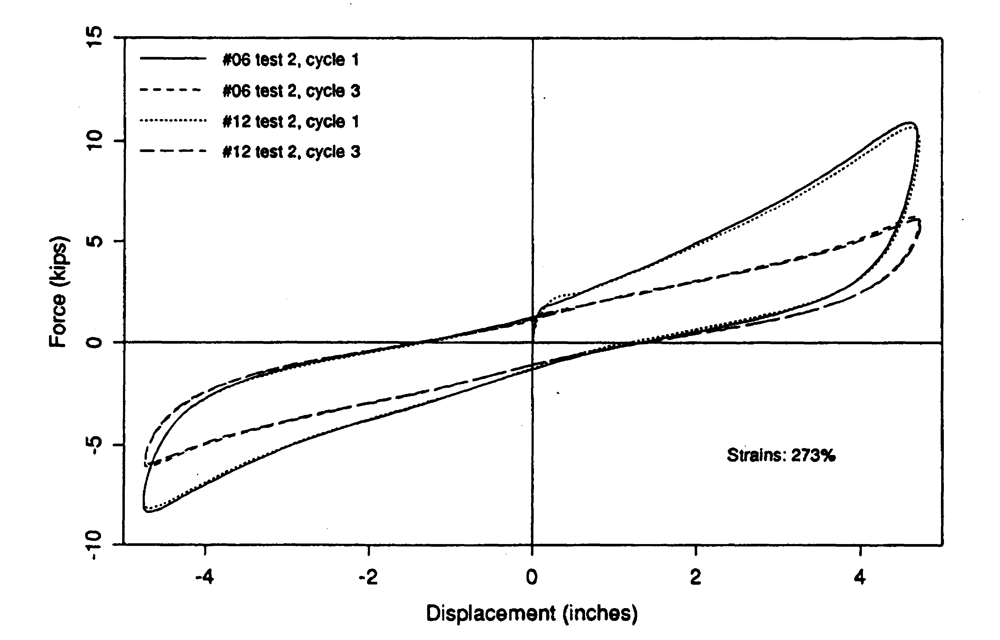 15
#06 test 2, cycle 1
#06 test 2, cycle 3
#12 test 2, cycle 1
#12 test 2, cycle 3
10
5
Force (kips)
0
-5
Strains: 273%
-10
-4 -2 0 2 4
Displacement (inches)